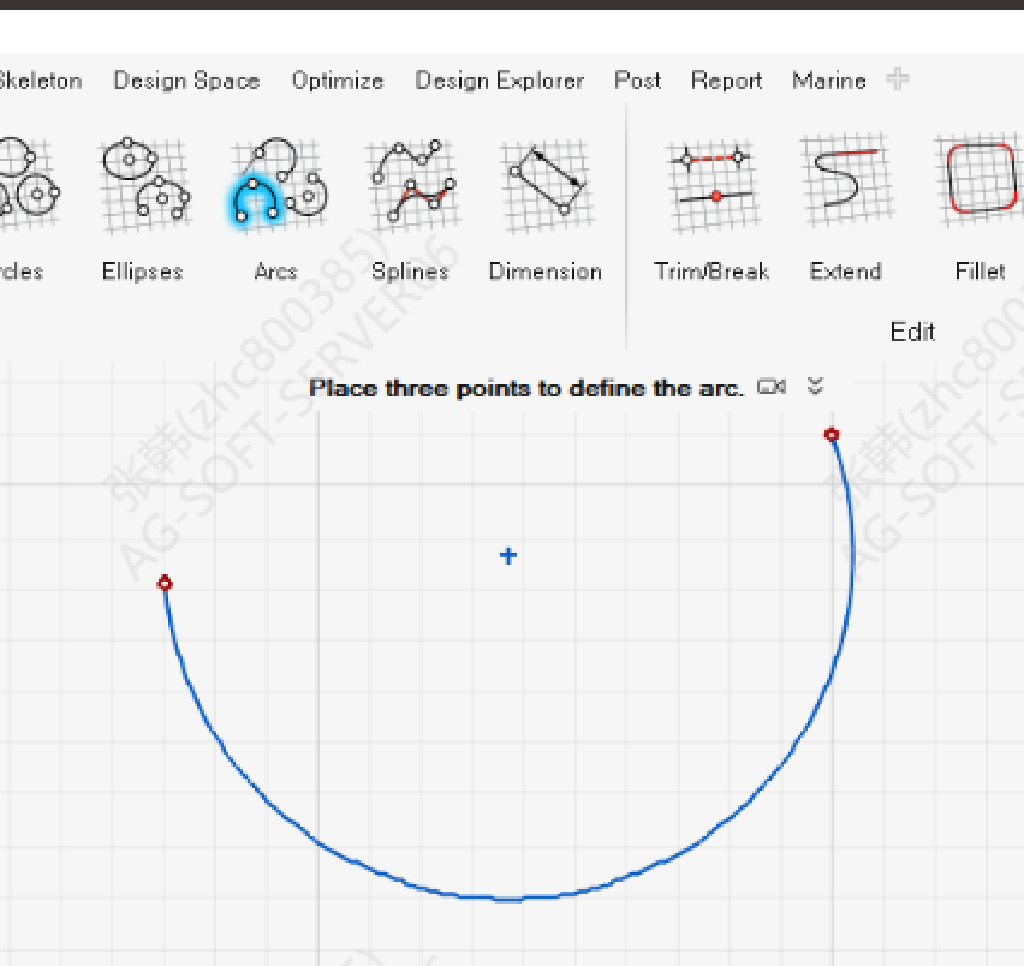 Skeleton Design Space Optimize Design Explorer Post Report Marine
rcles Ellipses Arcs Splines Dimension Trim/Break Extend Fillet
Edit
Place three points to define the arc.
张韩(zhc800385)
AG-SOFT-SERVER06
张韩(zhc8003
AG-SOFT-S